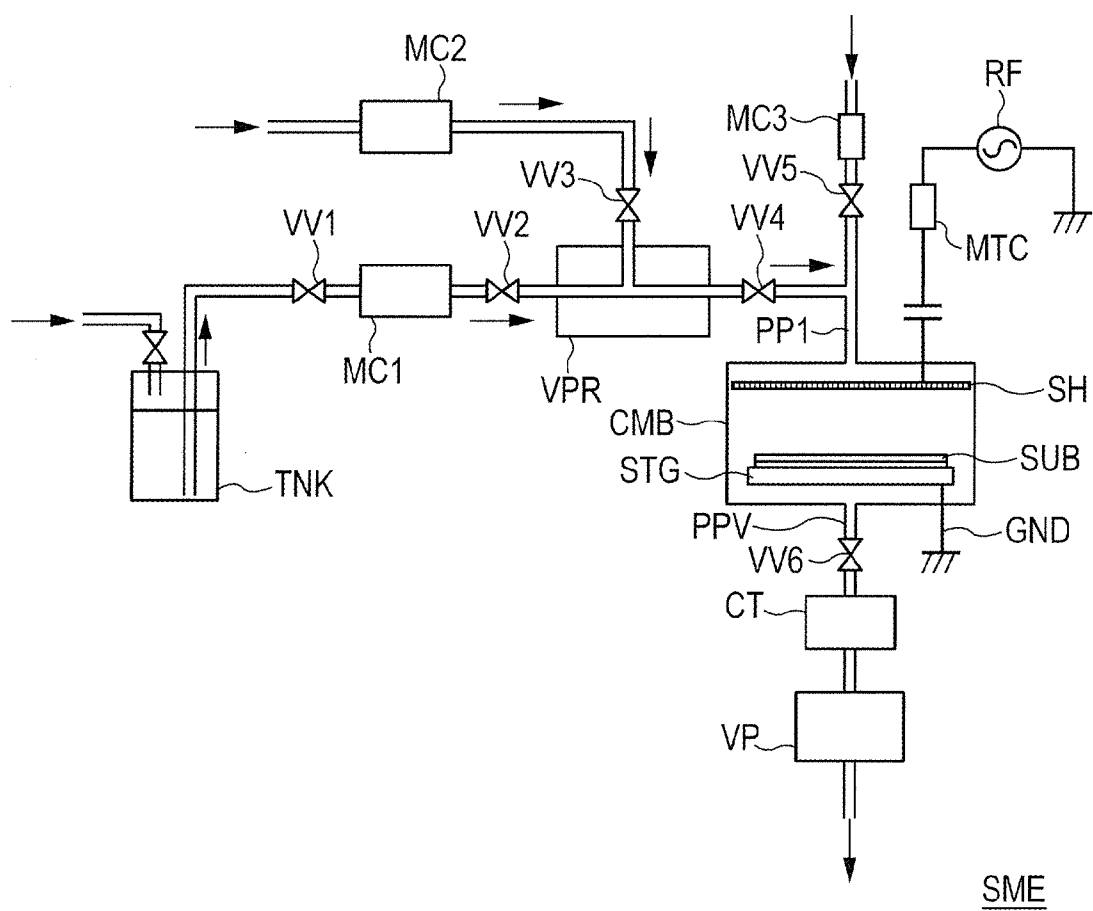 MC2
RF
MC3
VV3
VV5
VV1
VV2
VV4
MTC
PP1
MC1
VPR
SH
CMB
STG
SUB
TNK
PPV
GND
VV6
CT
VP
SME